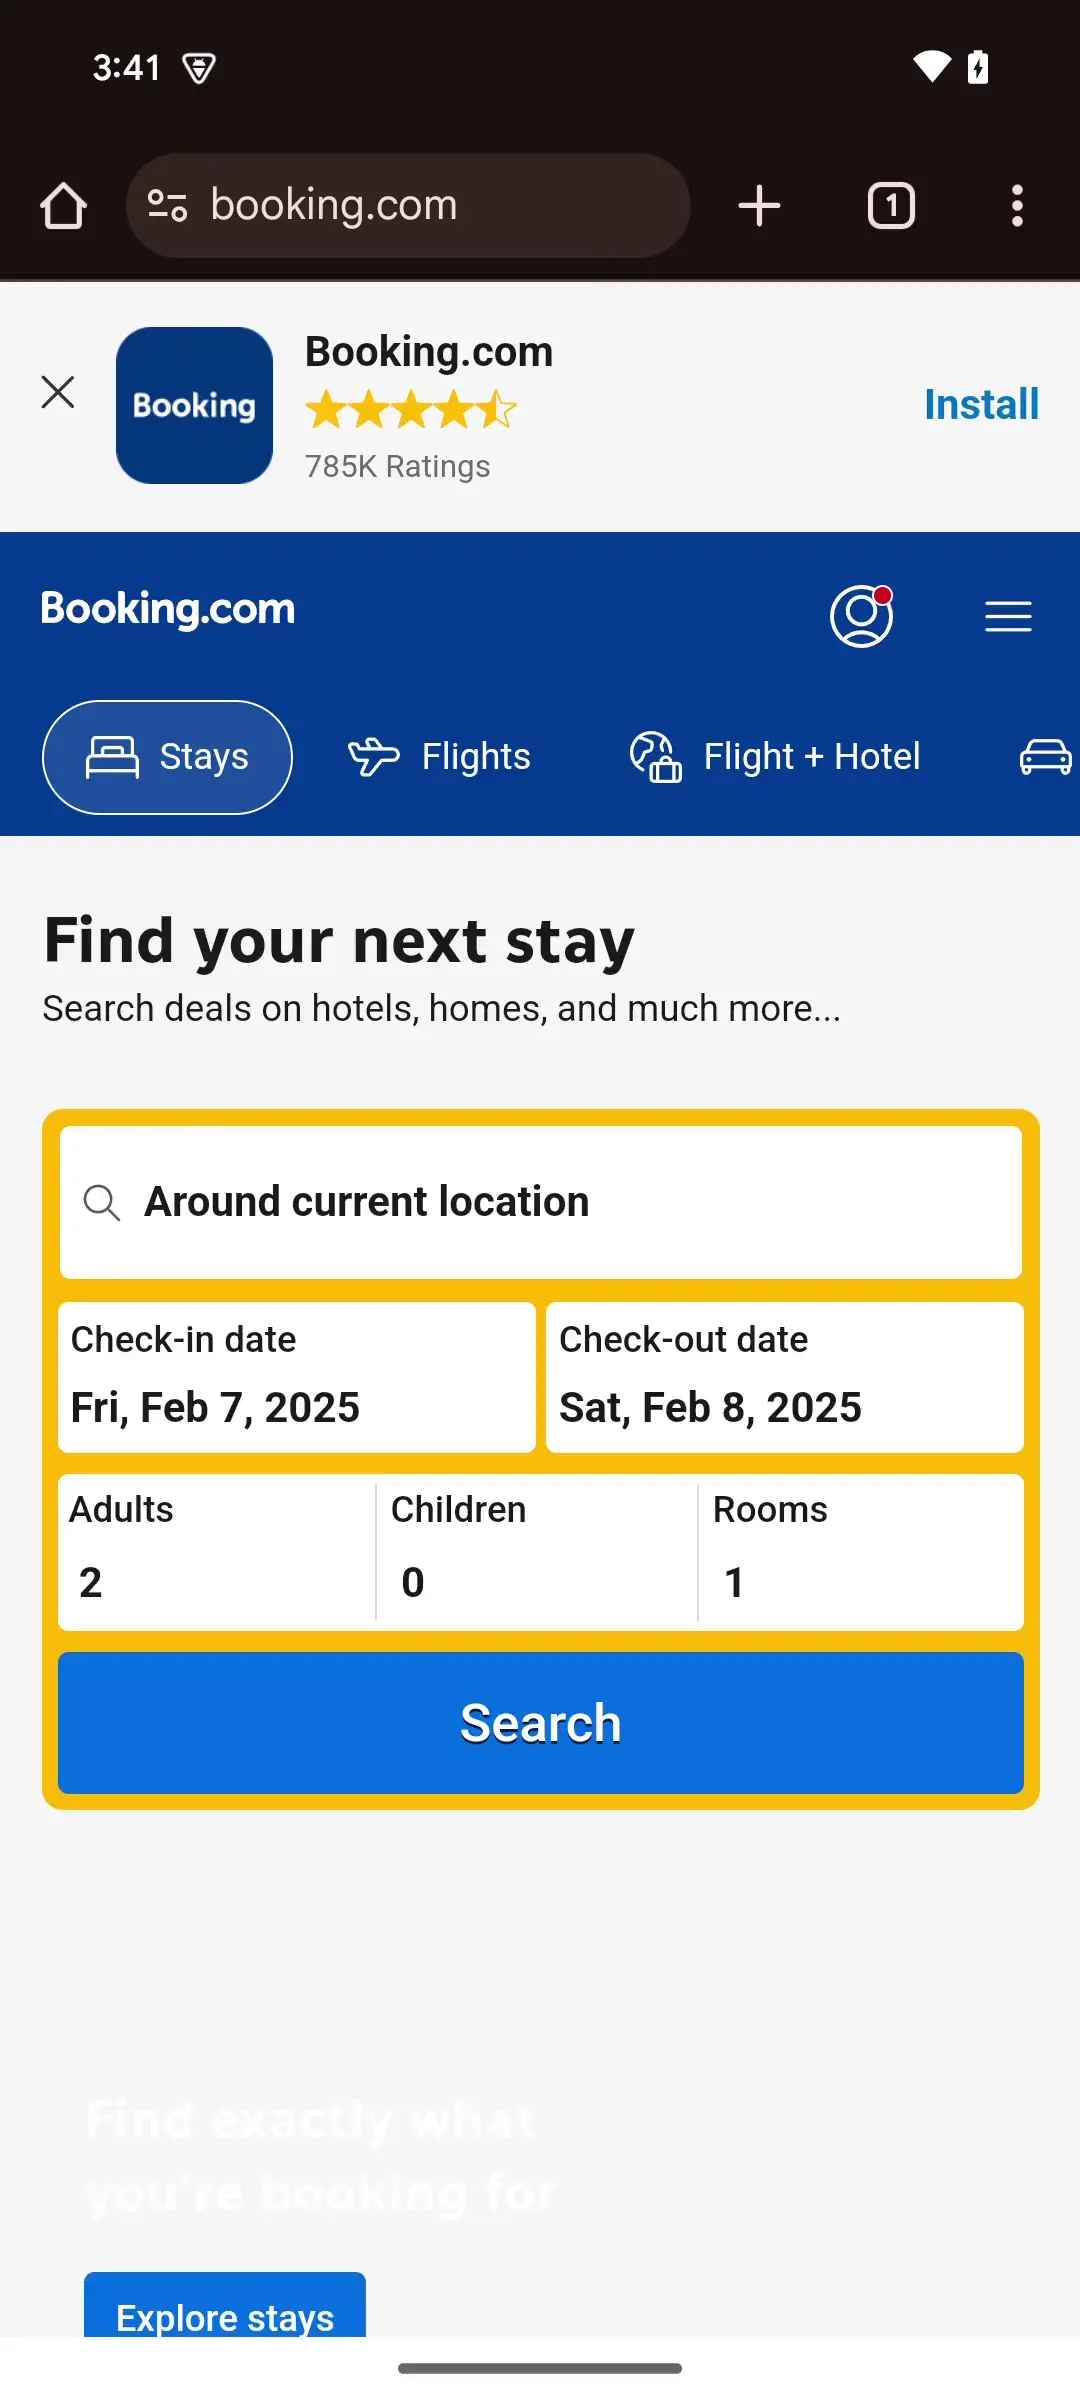 3:41
booking.com
1
Booking.com
Booking
785K Ratings
Install
Booking.com
Stays
Flights
Flight + Hotel
Find your next stay
Search deals on hotels, homes, and much more...
Around current location
Check-in date
Check-out date
Fri, Feb 7, 2025
Sat, Feb 8, 2025
Adults
Children
Rooms
2
0
1
Search
Find exactly what
you're booking for
Explore stays